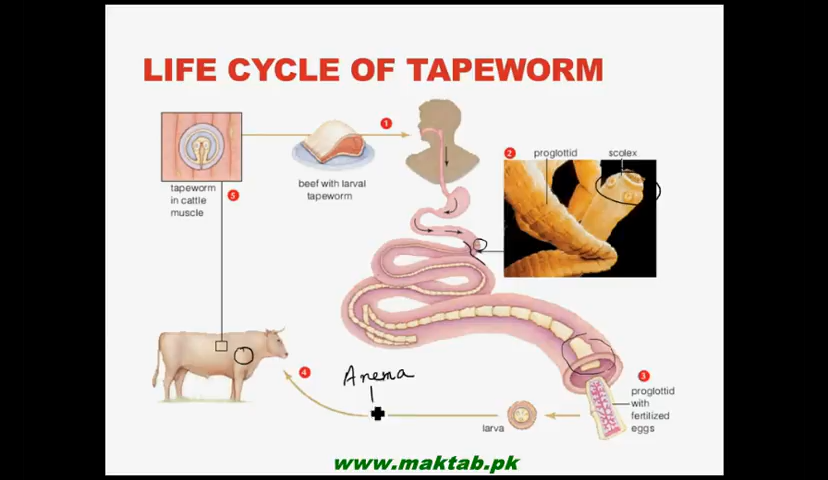 LIFE CYCLE OF TAPEWORM
1
2
proglottid
scolex
tapeworm
in cattle
muscle
5
beef with larval
tapeworm
Anema
4
3
proglottid
with
fertilized
eggs
larva
www.maktab.pk